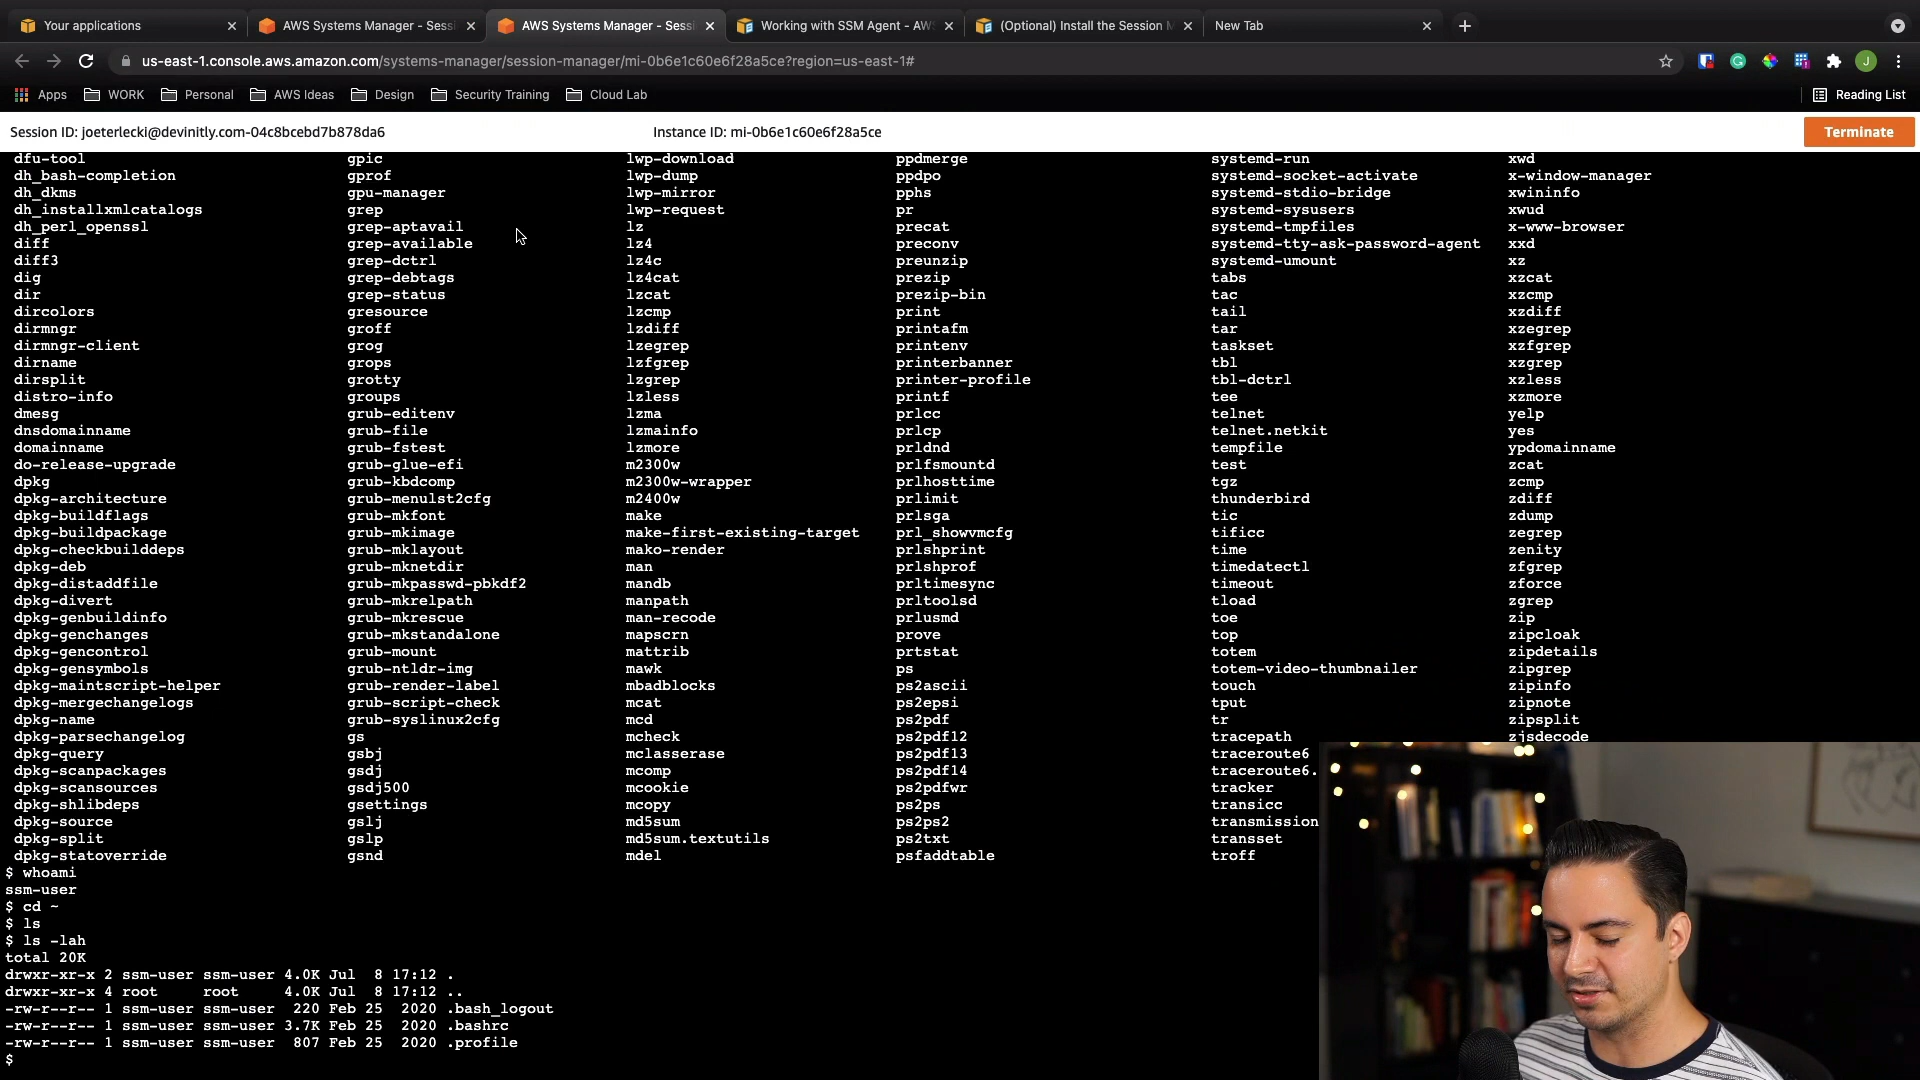 Your applications
AWS Systems Manager - Sess
AWS Systems Manager - Sessi
Working with SSM Agent - AW
(Optional) Install the Session M
New Tab
us-east-1.console.aws.amazon.com/systems-manager/session-manager/mi-0b6e1c60e6f28a5ce?region=us-east-1#
J
Apps WORK Personal AWS Ideas Design Security Training Cloud Lab Reading List
Session ID: joeterlecki@devinitly.com-04c8bcebd7b878da6 Instance ID: mi-0b6e1c60e6f28a5ce Terminate
dfu-tool gpic lwp-download ppdmerge systemd-run xwd
dh_bash-completion gprof lwp-dump ppdpo systemd-socket-activate x-window-manager
dh_dkms gpu-manager lwp-mirror pphs systemd-stdio-bridge xwininfo
dh_installxmlcatalogs grep lwp-request pr systemd-sysusers xwud
dh_perl_openssl grep-aptavail lz precat systemd-tmpfiles x-www-browser
diff grep-available lz4 preconv systemd-tty-ask-password-agent xxd
diff3 grep-dctrl lz4c preunzip systemd-umount xz
dig grep-debtags lz4cat prezip tabs xzcat
dir grep-status lzcat prezip-bin tac xzcmp
dircolors gresource lzcmp print tail xzdiff
dirmngr groff lzdiff printafm tar xzegrep
dirmngr-client grog lzegrep printenv taskset xzfgrep
dirname grops lzfgrep printerbanner tbl xzgrep
dirsplit grotty lzgrep printer-profile tbl-dctrl xzless
distro-info groups lzless printf tee xzmore
dmesg grub-editenv lzma prlcc telnet yelp
dnsdomainname grub-file lzmainfo prlcp telnet.netkit yes
domainname grub-fstest lzmore prldnd tempfile ypdomainname
do-release-upgrade grub-glue-efi m2300w prlfsmountd test zcat
dpkg grub-kbdcomp m2300w-wrapper prlhosttime tgz zcmp
dpkg-architecture grub-menulst2cfg m2400w prlimit thunderbird zdiff
dpkg-buildflags grub-mkfont make prlsga tic zdump
dpkg-buildpackage grub-mkimage make-first-existing-target prl_showvmcfg tificc zegrep
dpkg-checkbuilddeps grub-mklayout mako-render prlshprint time zenity
dpkg-deb grub-mknetdir man prlshprof timedatectl zfgrep
dpkg-distaddfile grub-mkpasswd-pbkdf2 mandb prltimesync timeout zforce
dpkg-divert grub-mkrelpath manpath prltoolsd tload zgrep
dpkg-genbuildinfo grub-mkrescue man-recode prlusmd toe zip
dpkg-genchanges grub-mkstandalone mapscrn prove top zipcloak
dpkg-gencontrol grub-mount mattrib prtstat totem zipdetails
dpkg-gensymbols grub-ntldr-img mawk ps totem-video-thumbnailer zipgrep
dpkg-maintscript-helper grub-render-label mbadblocks ps2ascii touch zipinfo
dpkg-mergechangelogs grub-script-check mcat ps2epsi tput zipnote
dpkg-name grub-syslinux2cfg mcd ps2pdf tr zipsplit
dpkg-parsechangelog gs mcheck ps2pdf12 tracepath zjsdecode
dpkg-query gsbj mclasserase ps2pdf13 traceroute6
dpkg-scanpackages gsdj mcomp ps2pdf14 traceroute6.
dpkg-scansources gsdj500 mcookie ps2pdfwr tracker
dpkg-shlibdeps gsettings mcopy ps2ps transicc
dpkg-source gslj md5sum ps2ps2 transmission
dpkg-split gslp md5sum.textutils ps2txt transset
dpkg-statoverride gsnd mdel psfaddtable troff
$ whoami
ssm-user
$ cd ~
$ ls
$ ls -lah
total 20K
drwxr-xr-x 2 ssm-user ssm-user 4.0K Jul 8 17:12 .
drwxr-xr-x 4 root root 4.0K Jul 8 17:12 ..
-rw-r--r-- 1 ssm-user ssm-user 220 Feb 25 2020 .bash_logout
-rw-r--r-- 1 ssm-user ssm-user 3.7K Feb 25 2020 .bashrc
-rw-r--r-- 1 ssm-user ssm-user 807 Feb 25 2020 .profile
$